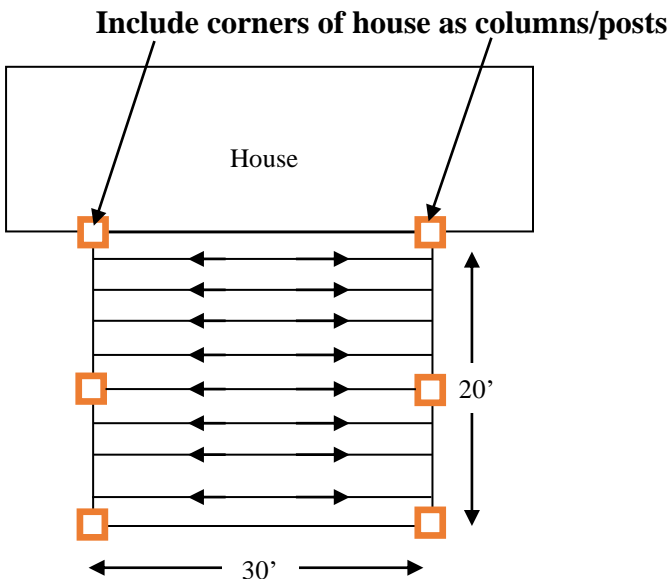 Include corners of house as columns/posts
House
20’
30’